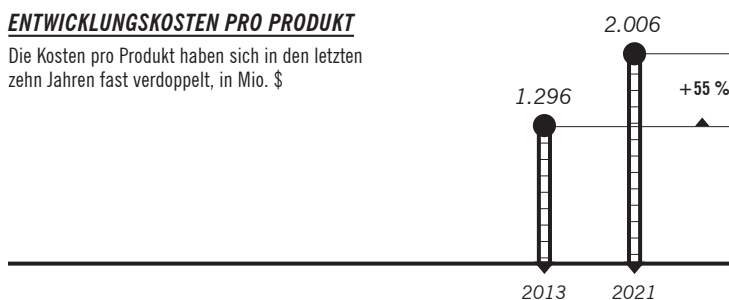 ENTWICKLUNGSKOSTEN PRO PRODUKT
Die Kosten pro Produkt haben sich in den letzten
zehn Jahren fast verdoppelt, in Mio. $
2.006
+55 %
1.296
2013
2021